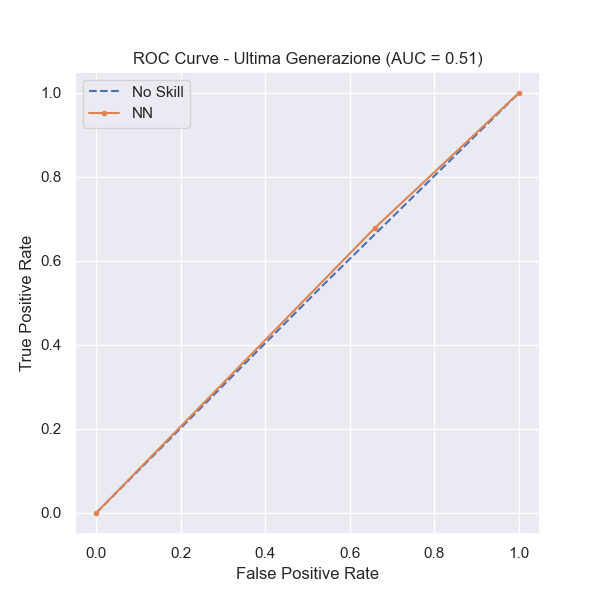 ROC Curve - Ultima Generazione (AUC = 0.51)
No Skill
NN
1.0
0.8
0.6
0.4
0.2
0.0
True Positive Rate
0.0 0.2 0.4 0.6 0.8 1.0
False Positive Rate